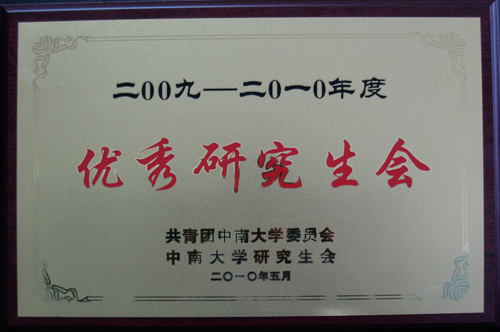 二00九—二0一0年度
优秀研究生会
共青团中南大学委员会
中南大学研究生会
二〇一〇年五月